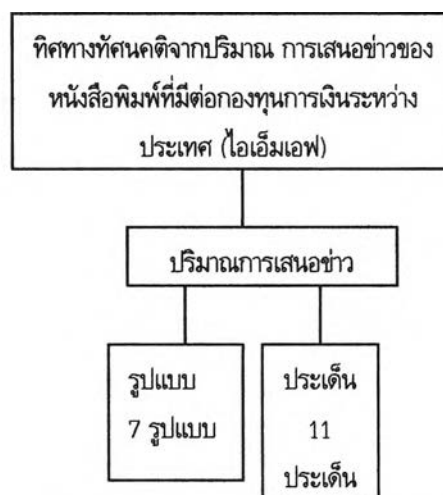 ทิศทางทัศนคติจากปริมาณ การเสนอข่าวของ
หนังสือพิมพ์ที่มีต่อกองทุนการเงินระหว่าง
ประเทศ (ไอเอ็มเอฟ)
ปริมาณการเสนอข่าว
รูปแบบ
7 รูปแบบ
ประเด็น
11
ประเด็น